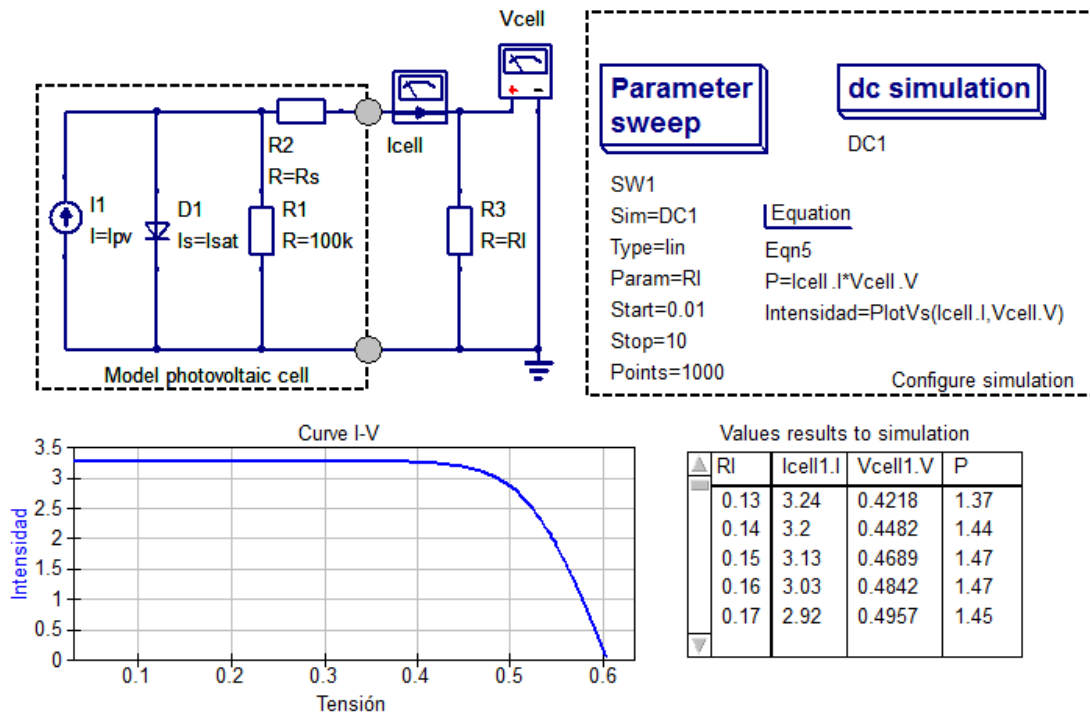 Vcell
Icell
R2
R=Rs
I1
I=Ipv
D1
Is=Isat
R1
R=100k
R3
R=Rl
Model photovoltaic cell
Parameter
sweep
dc simulation
DC1
SW1
Sim=DC1
Type=lin
Param=Rl
Start=0.01
Stop=10
Points=1000
Equation
Eqn5
P=Icell.I*Vcell.V
Intensidad=PlotVs(Icell.I,Vcell.V)
Configure simulation
Curve I-V
Intensidad
3.5
3
2.5
2
1.5
1
0.5
0
0.1 0.2 0.3 0.4 0.5 0.6
Tensión
Values results to simulation
Rl Icell1.I Vcell1.V P
0.13 3.24 0.4218 1.37
0.14 3.2 0.4482 1.44
0.15 3.13 0.4689 1.47
0.16 3.03 0.4842 1.47
0.17 2.92 0.4957 1.45